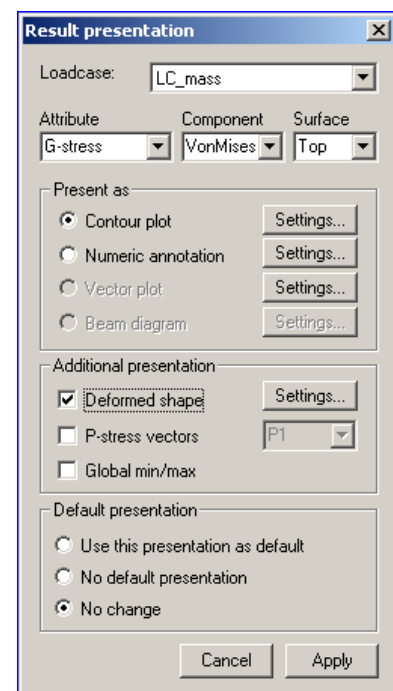 Result presentation
Loadcase: LC_mass
Attribute Component Surface
G-stress VonMises Top
Present as
Contour plot Settings...
Numeric annotation Settings...
Vector plot Settings...
Beam diagram Settings...
Additional presentation
Deformed shape Settings...
P-stress vectors P1
Global min/max
Default presentation
Use this presentation as default
No default presentation
No change
Cancel Apply